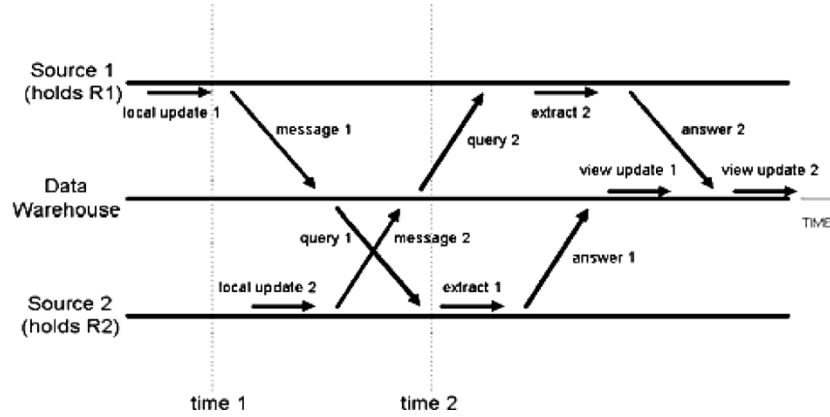 Source 1
(holds R1)
local update 1
message 1
query 2
extract 2
answer 2
Data
Warehouse
view update 1
view update 2
TIME
query 1
message 2
answer 1
local update 2
extract 1
Source 2
(holds R2)
time 1
time 2